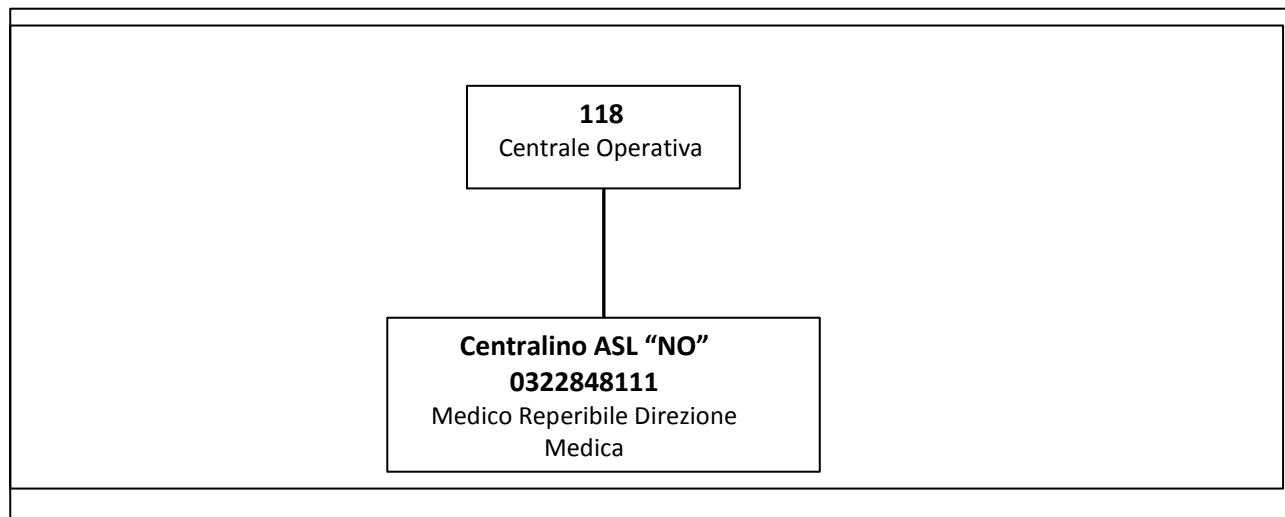 118
Centrale Operativa
Centralino ASL “NO”
0322848111
Medico Reperibile Direzione
Medica